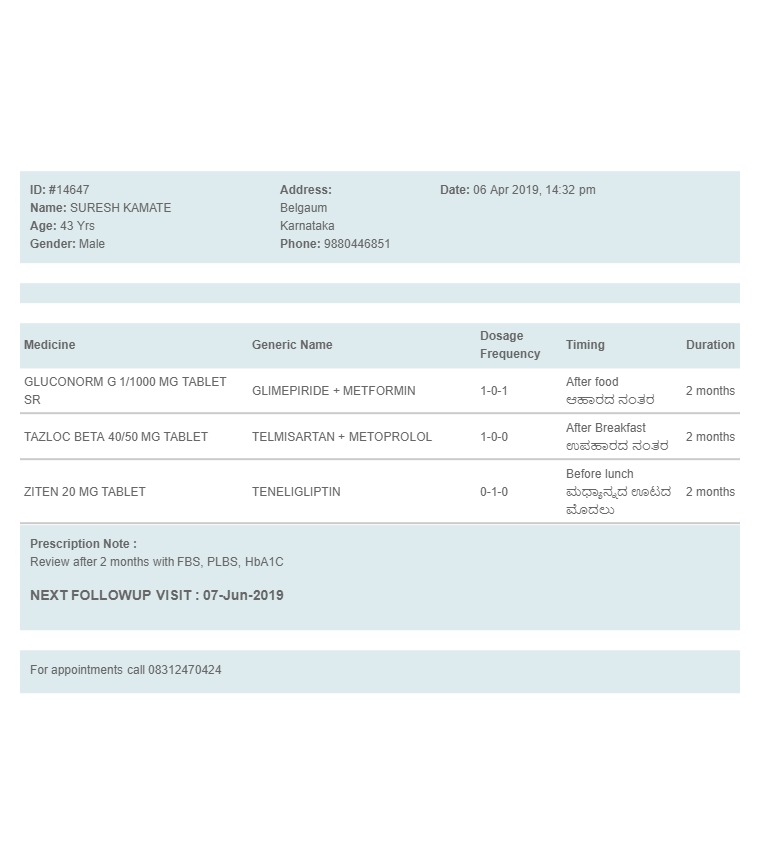 ID: #14647
Name: SURESH KAMATE
Age: 43 Yrs
Gender: Male
Address:
Belgaum
Karnataka
Phone: 9880446851
Date: 06 Apr 2019, 14:32 pm
Medicine Generic Name Dosage Frequency Timing Duration
GLUCONORM G 1/1000 MG TABLET SR GLIMEPIRIDE + METFORMIN 1-0-1 After food ಆಹಾರದ ನಂತರ 2 months
TAZLOC BETA 40/50 MG TABLET TELMISARTAN + METOPROLOL 1-0-0 After Breakfast ಉಪಹಾರದ ನಂತರ 2 months
ZITEN 20 MG TABLET TENELIGLIPTIN 0-1-0 Before lunch ಮಧ್ಯಾನ್ನದ ಊಟದ ಮೊದಲು 2 months
Prescription Note :
Review after 2 months with FBS, PLBS, HbA1C
NEXT FOLLOWUP VISIT : 07-Jun-2019
For appointments call 08312470424